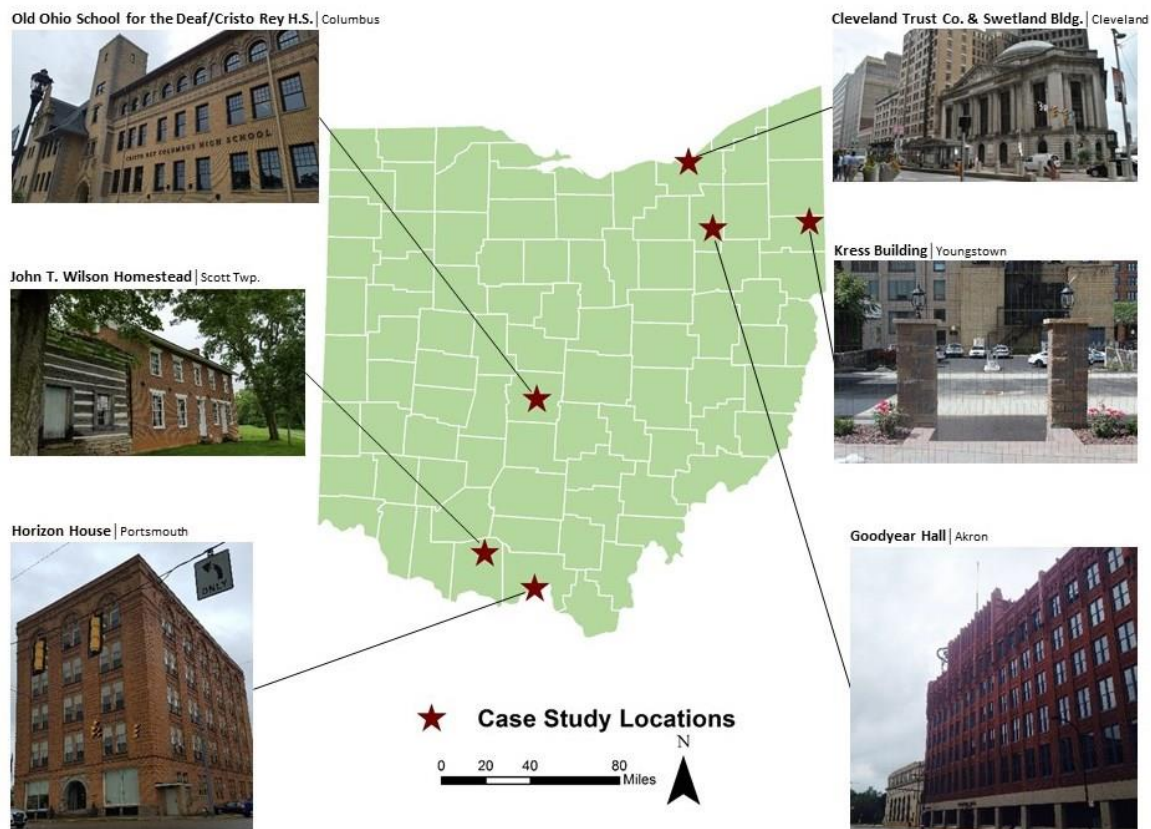 Old Ohio School for the Deaf/Cristo Rey H.S. | Columbus
CRISTO REY COLUMBUS HIGH SCHOOL
Cleveland Trust Co. & Swetland Bldg. | Cleveland
John T. Wilson Homestead | Scott Twp.
Kress Building | Youngstown
Horizon House | Portsmouth
ONLY
Goodyear Hall | Akron
Case Study Locations
N
0 20 40 80
Miles